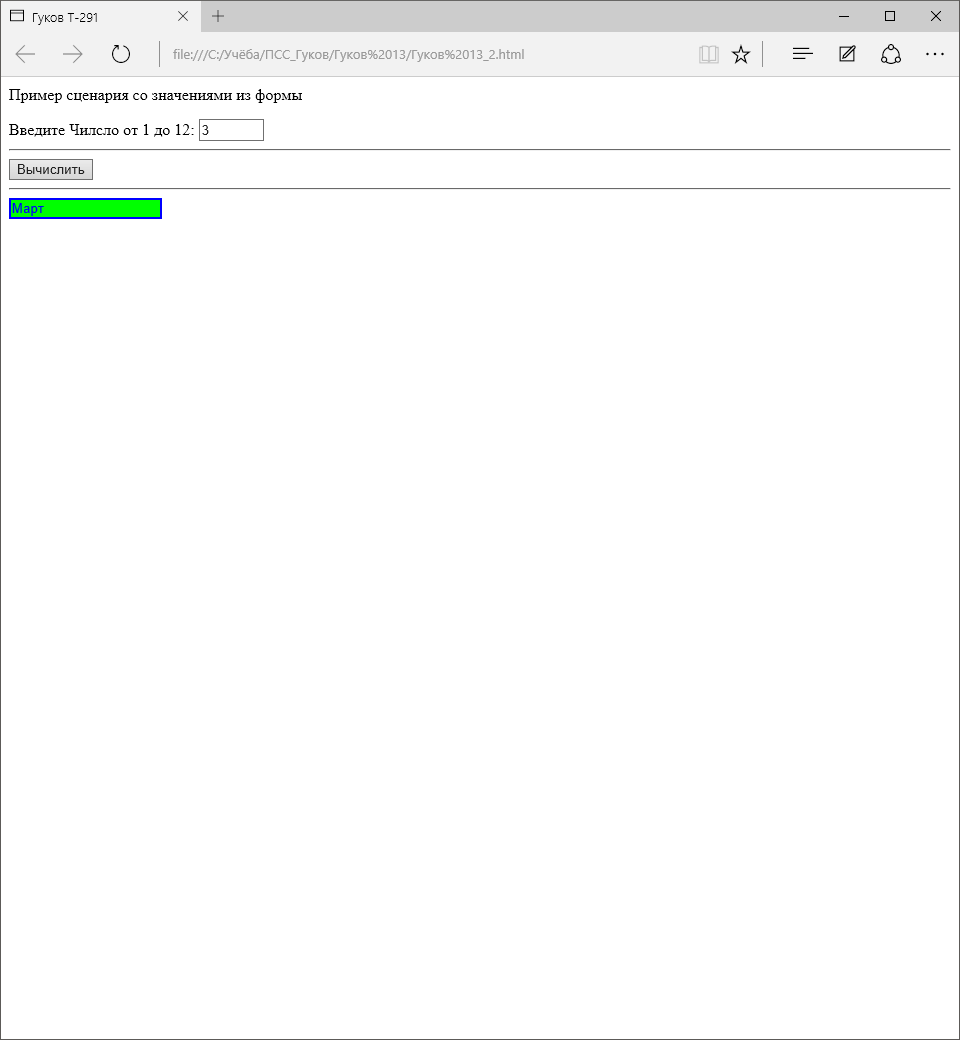 Гуков Т-291
file:///C:/Учёба/ПСС_Гуков/Гуков%2013/Гуков%2013_2.html
Пример сценария со значениями из формы
Введите Чилсло от 1 до 12: 3
Вычислить
Март